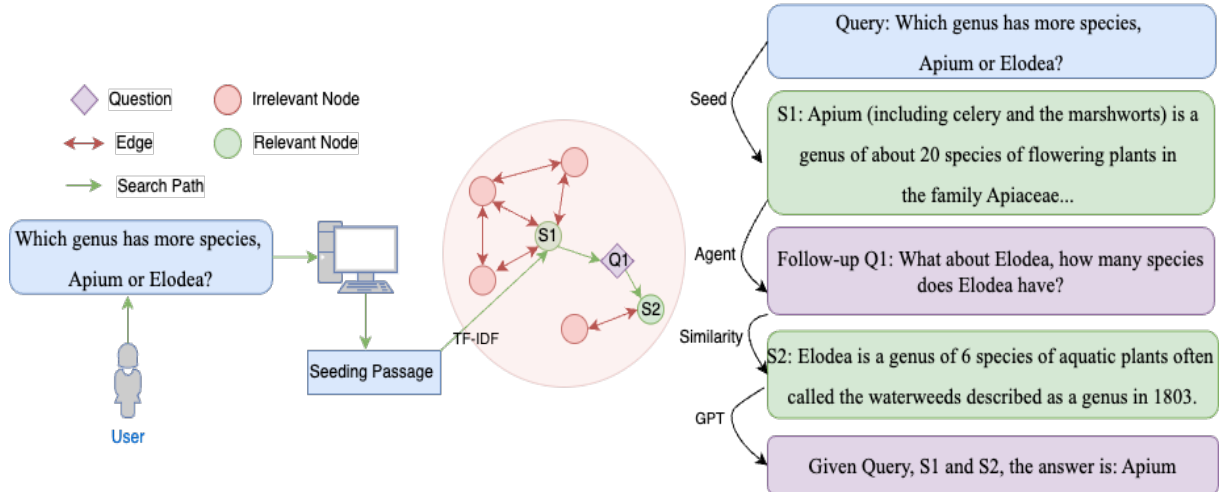 Question
Irrelevant Node
Edge
Relevant Node
Search Path
Which genus has more species,
Apium or Elodea?
User
Seeding Passage
TF-IDF
S1
Q1
S2
Query: Which genus has more species,
Apium or Elodea?
Seed
S1: Apium (including celery and the marshworts) is a
genus of about 20 species of flowering plants in
the family Apiaceae...
Agent
Follow-up Q1: What about Elodea, how many species
does Elodea have?
Similarity
S2: Elodea is a genus of 6 species of aquatic plants often
called the waterweeds described as a genus in 1803.
GPT
Given Query, S1 and S2, the answer is: Apium